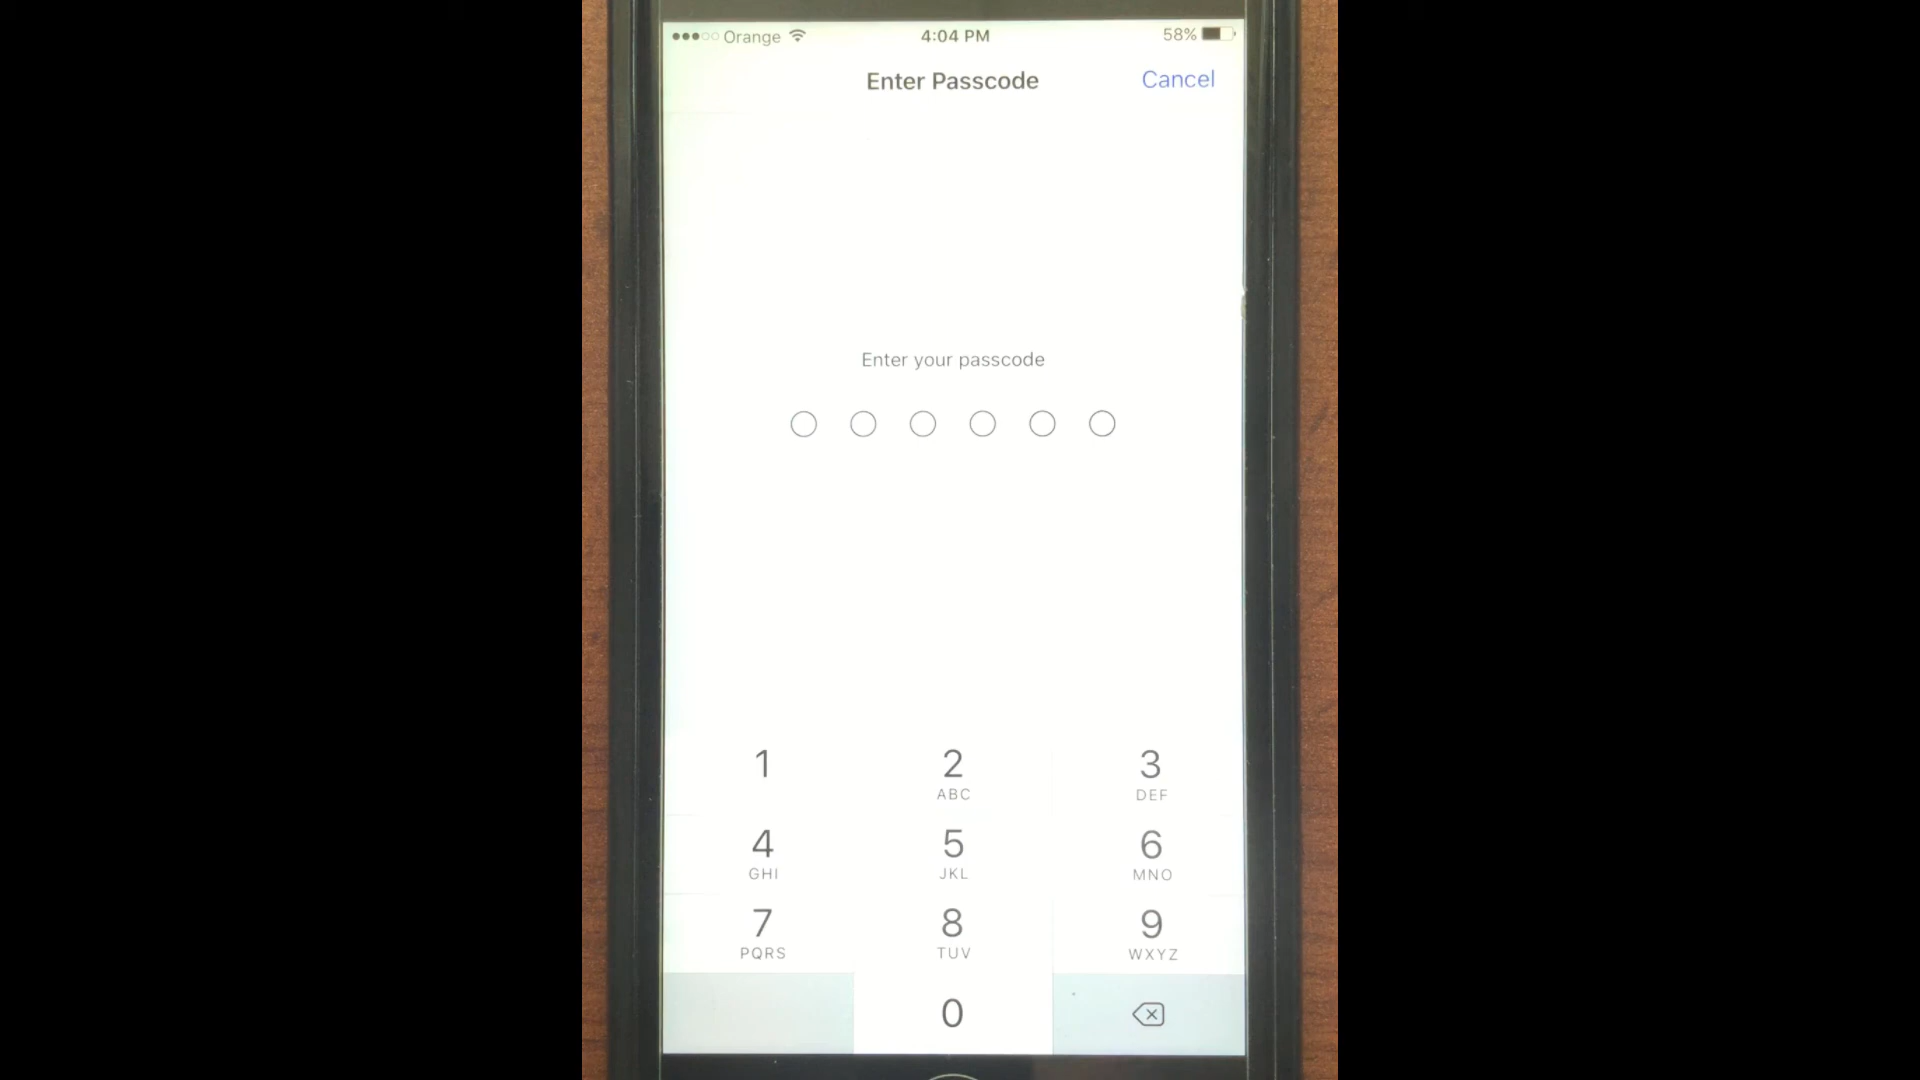 Orange 4:04 PM 58%
Enter Passcode Cancel
Enter your passcode
1 2 3
ABC DEF
4 5 6
GHI JKL MNO
7 8 9
PQRS TUV WXYZ
0